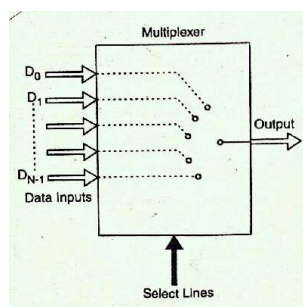 Multiplexer
D0
D1
Output
DN-1
Data Inputs
Select Lines